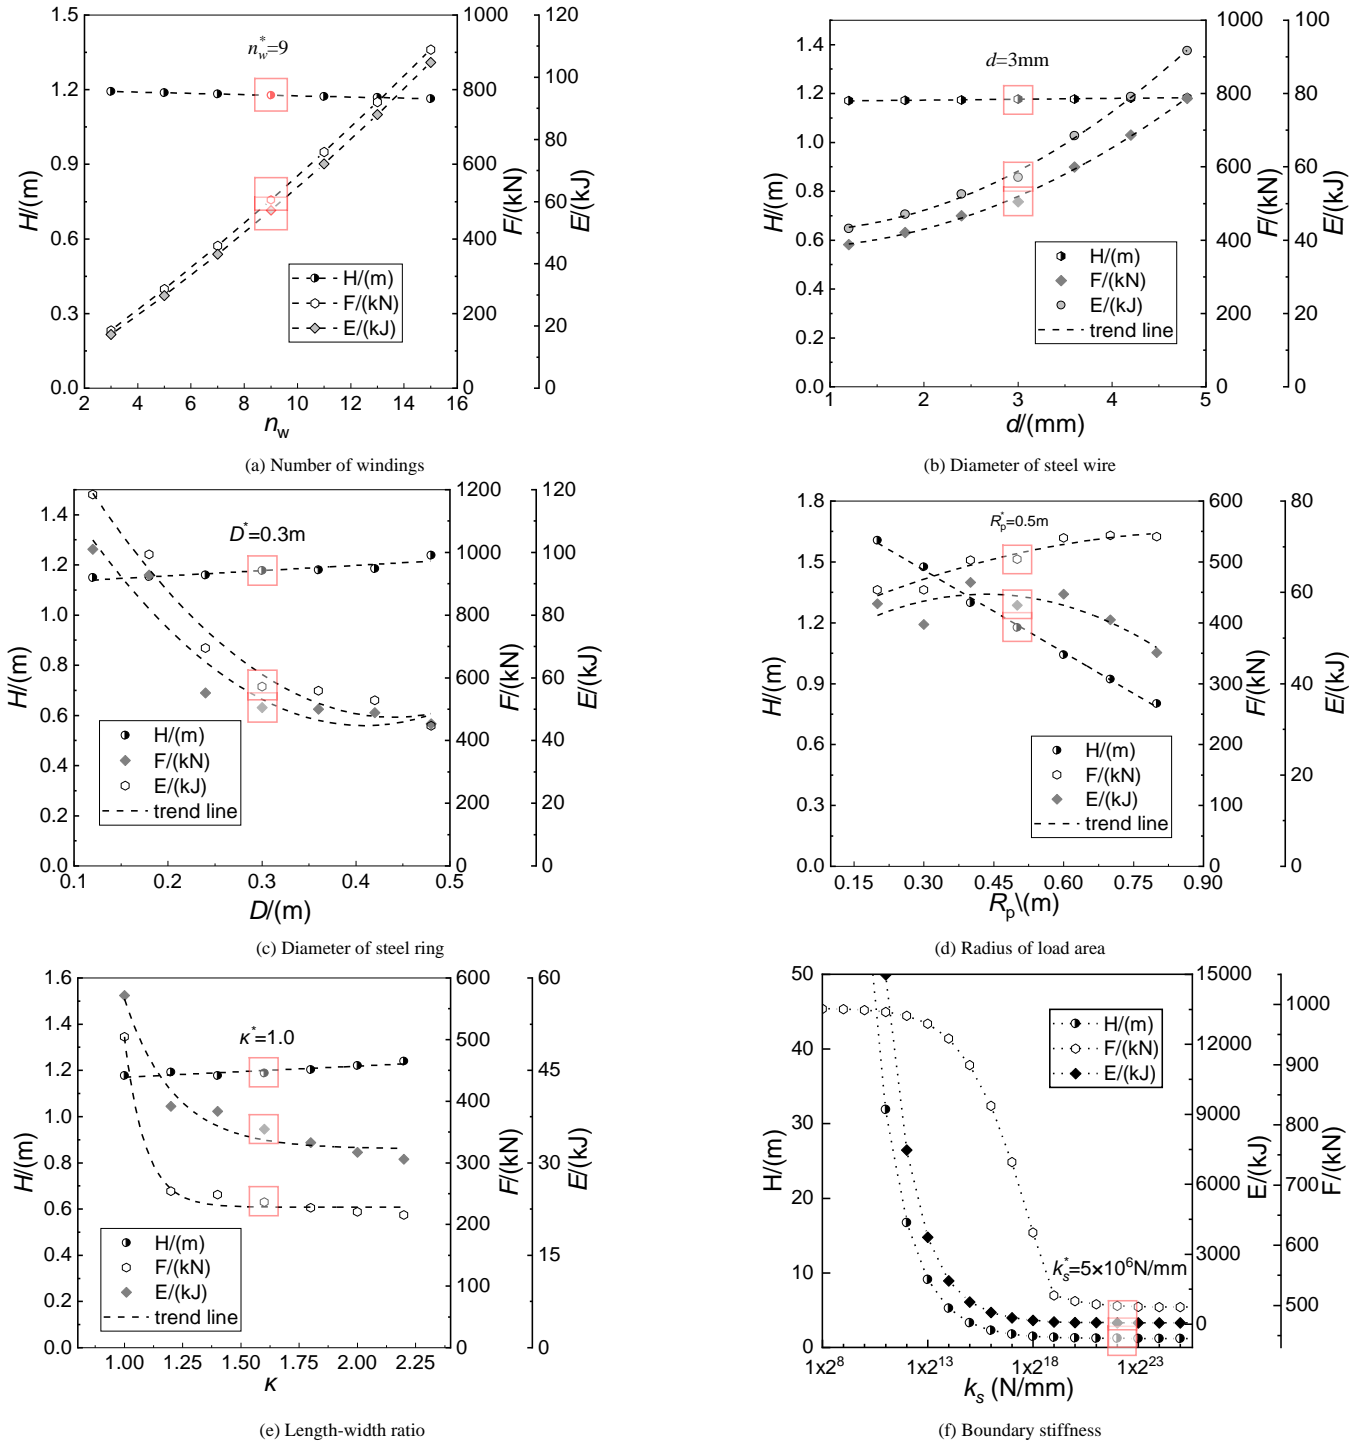 1.5
1.2
0.9
0.6
0.3
0.0
H/(m)
2
4
6
8
10
12
14
16
n_w
1000
800
600
400
200
0
F/(kN)
120
100
80
60
40
20
0
E/(kJ)
n_w^*=9
H/(m)
F/(kN)
E/(kJ)
(a) Number of windings
1.4
1.2
1.0
0.8
0.6
0.4
0.2
0.0
H/(m)
1
2
3
4
5
d/(mm)
1000
800
600
400
200
0
F/(kN)
100
80
60
40
20
0
E/(kJ)
d=3mm
H/(m)
F/(kN)
E/(kJ)
trend line
(b) Diameter of steel wire
1.4
1.2
1.0
0.8
0.6
0.4
0.2
0.0
H/(m)
0.1
0.2
0.3
0.4
0.5
D/(m)
1200
1000
800
600
400
200
0
F/(kN)
120
100
80
60
40
20
0
E/(kJ)
D^*=0.3m
H/(m)
F/(kN)
E/(kJ)
trend line
(c) Diameter of steel ring
1.8
1.5
1.2
0.9
0.6
0.3
0.0
H/(m)
0.15
0.30
0.45
0.60
0.75
0.90
R_p\(m)
600
500
400
300
200
100
0
F/(kN)
80
60
40
20
0
E/(kJ)
R_p^*=0.5m
H/(m)
F/(kN)
E/(kJ)
trend line
(d) Radius of load area
1.6
1.4
1.2
1.0
0.8
0.6
0.4
0.2
0.0
H/(m)
1.00
1.25
1.50
1.75
2.00
2.25
κ
600
500
400
300
200
100
0
F/(kN)
60
45
30
15
0
E/(kJ)
κ^*=1.0
H/(m)
F/(kN)
E/(kJ)
trend line
(e) Length-width ratio
50
40
30
20
10
0
H/(m)
1x2^8
1x2^13
1x2^18
1x2^23
k_s (N/mm)
15000
13000
9000
6000
3000
0
E/(kJ)
1000
900
800
700
600
500
F/(kN)
H/(m)
F/(kN)
E/(kJ)
k_s^*=5×10^6N/mm
(f) Boundary stiffness